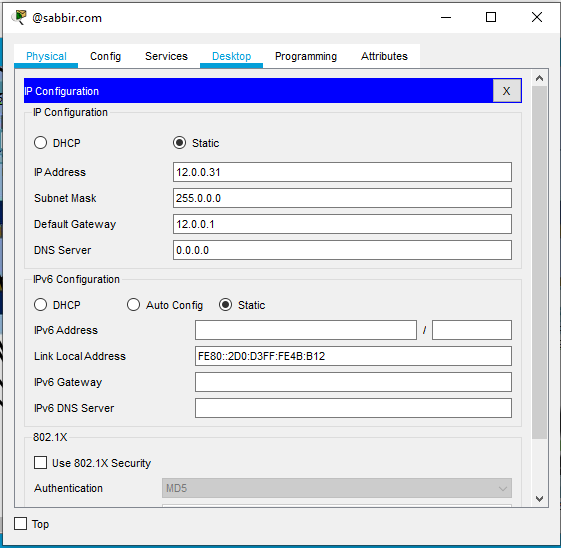 @sabbir.com
Physical Config Services Desktop Programming Attributes
IP Configuration X
IP Configuration
DHCP Static
IP Address 12.0.0.31
Subnet Mask 255.0.0.0
Default Gateway 12.0.0.1
DNS Server 0.0.0.0
IPv6 Configuration
DHCP Auto Config Static
IPv6 Address /
Link Local Address FE80::2D0:D3FF:FE4B:B12
IPv6 Gateway
IPv6 DNS Server
802.1X
Use 802.1X Security
Authentication MD5
Top